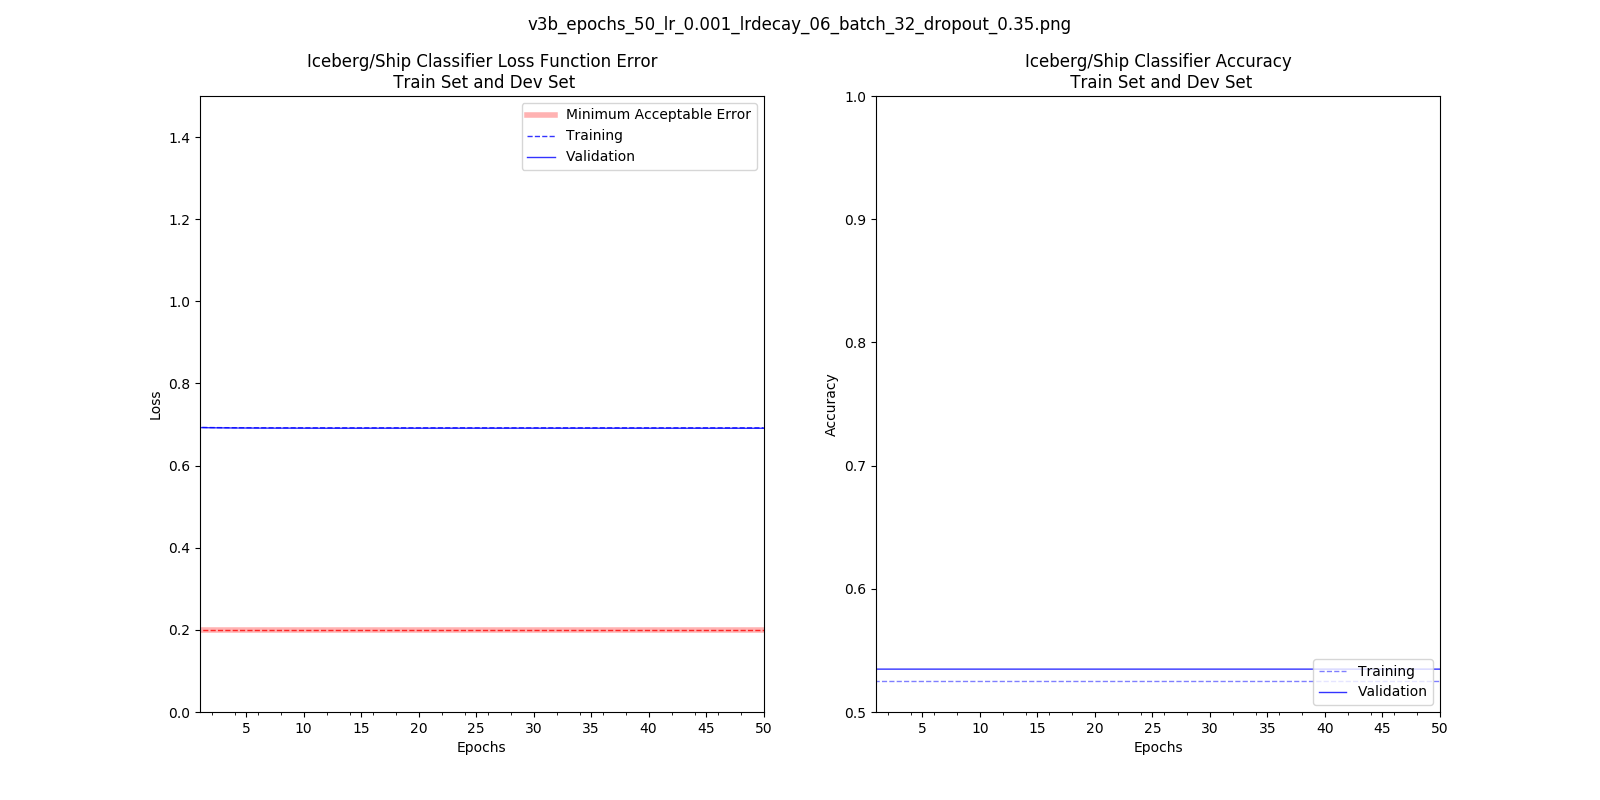 v3b_epochs_50_lr_0.001_lrdecay_06_batch_32_dropout_0.35.png
Iceberg/Ship Classifier Loss Function Error
Train Set and Dev Set
Minimum Acceptable Error
Training
Validation
1.4
1.2
1.0
0.8
0.6
0.4
0.2
0.0
Loss
5 10 15 20 25 30 35 40 45 50
Epochs
Iceberg/Ship Classifier Accuracy
Train Set and Dev Set
1.0
0.9
0.8
0.7
0.6
0.5
Accuracy
Training
Validation
5 10 15 20 25 30 35 40 45 50
Epochs